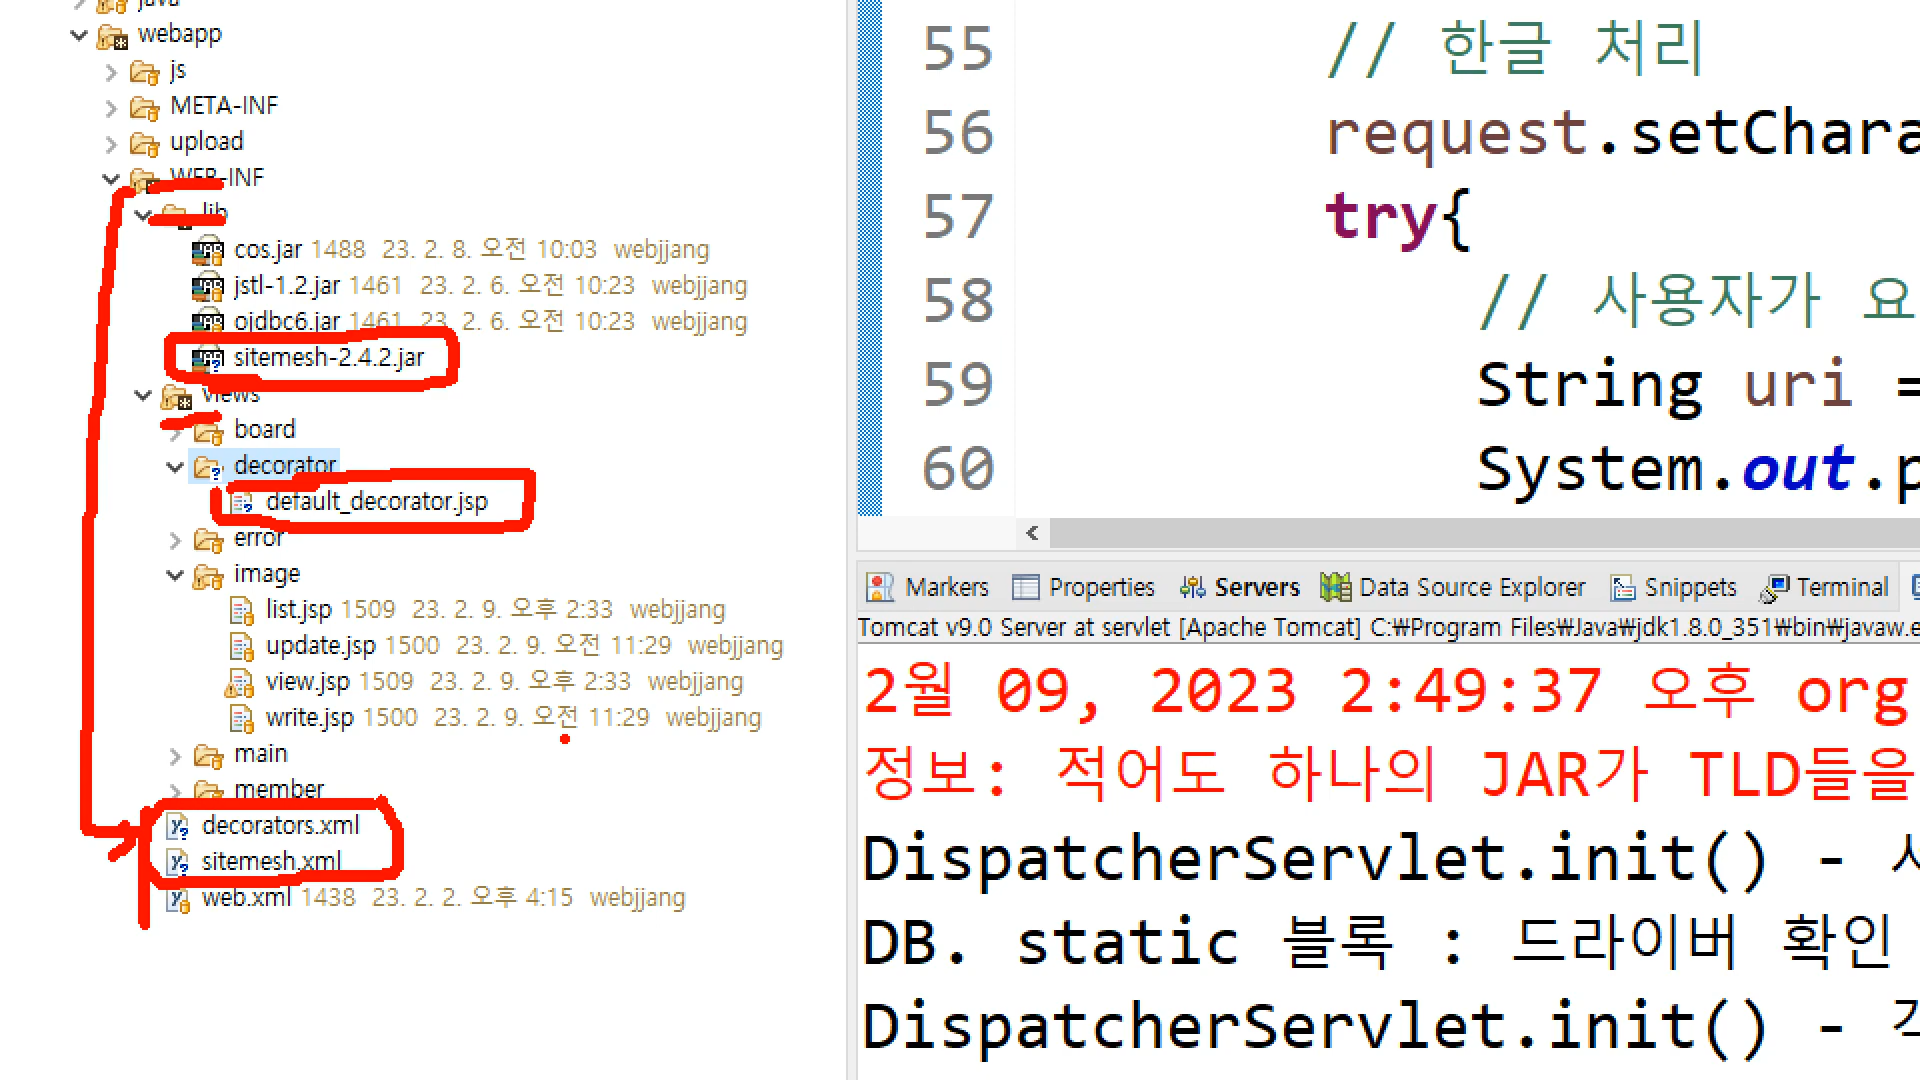 java
webapp
js
META-INF
upload
WEB-INF
lib
cos.jar 1488 23. 2. 8. 오전 10:03 webjjang
jstl-1.2.jar 1461 23. 2. 6. 오전 10:23 webjjang
ojdbc6.jar 1461 23. 2. 6. 오전 10:23 webjjang
sitemesh-2.4.2.jar
views
board
decorator
default_decorator.jsp
error
image
list.jsp 1509 23. 2. 9. 오후 2:33 webjjang
update.jsp 1500 23. 2. 9. 오전 11:29 webjjang
view.jsp 1509 23. 2. 9. 오후 2:33 webjjang
write.jsp 1500 23. 2. 9. 오전 11:29 webjjang
main
member
decorators.xml
sitemesh.xml
web.xml 1438 23. 2. 2. 오후 4:15 webjjang
55 // 한글 처리
56 request.setChara
57 try{
58 // 사용자가 요
59 String uri =
60 System.out.p
Markers Properties Servers Data Source Explorer Snippets Terminal
Tomcat v9.0 Server at servlet [Apache Tomcat] C:₩Program Files₩Java₩jdk1.8.0_351₩bin₩javaw.e
2월 09, 2023 2:49:37 오후 org
정보: 적어도 하나의 JAR가 TLD들을
DispatcherServlet.init() -
DB. static 블록 : 드라이버 확인
DispatcherServlet.init() -